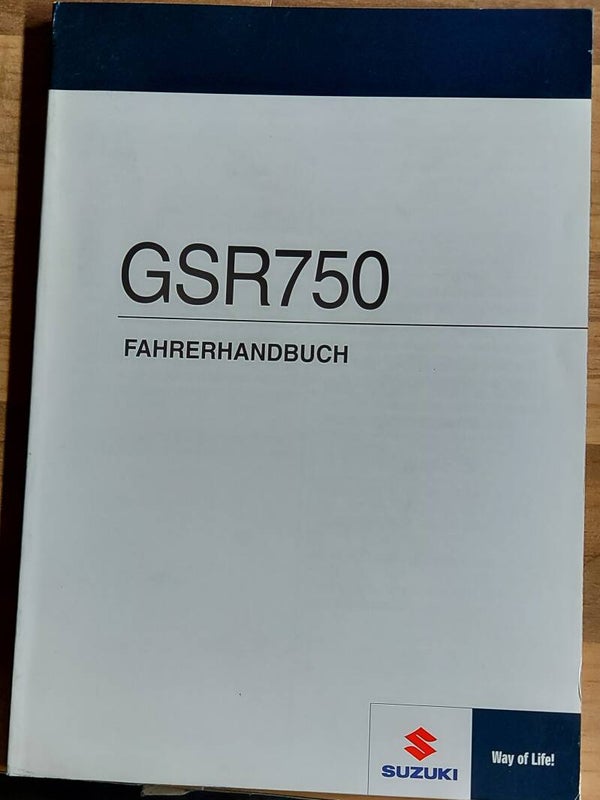 GSR750
FAHRERHANDBUCH
SUZUKI
Way of Life!